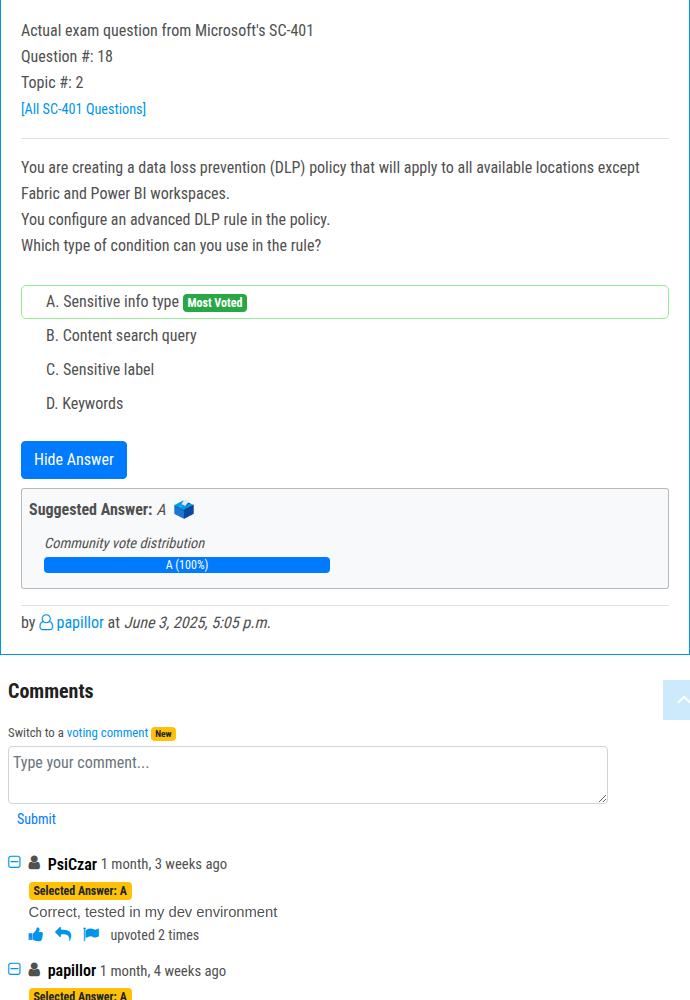 Actual exam question from Microsoft's SC-401
Question #: 18
Topic #: 2
[All SC-401 Questions]
You are creating a data loss prevention (DLP) policy that will apply to all available locations except
Fabric and Power BI workspaces.
You configure an advanced DLP rule in the policy.
Which type of condition can you use in the rule?
A. Sensitive info type Most Voted
B. Content search query
C. Sensitive label
D. Keywords
Hide Answer
Suggested Answer: A
Community vote distribution
A (100%)
by papillor at June 3, 2025, 5:05 p.m.
Comments
Switch to a voting comment New
Type your comment...
Submit
PsiCzar 1 month, 3 weeks ago
Selected Answer: A
Correct, tested in my dev environment
upvoted 2 times
papillor 1 month, 4 weeks ago
Selected Answer: A